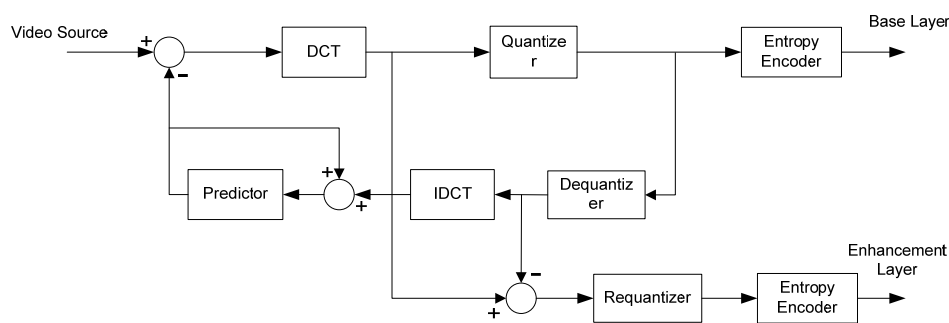 Video Source
Base Layer
+
DCT
Quantize
r
Entropy
Encoder
-
+
Predictor
+
IDCT
Dequantiz
er
Enhancement
Layer
-
+
Requantizer
Entropy
Encoder